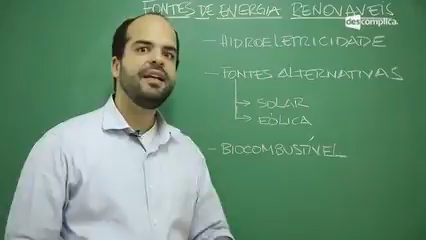 FONTES DE ENERGIA RENOVÁVEIS
descomplica.
- HIDROELETRICIDADE
- FONTES ALTERNATIVAS
SOLAR
EÓLICA
- BIOCOMBUSTÍVEL